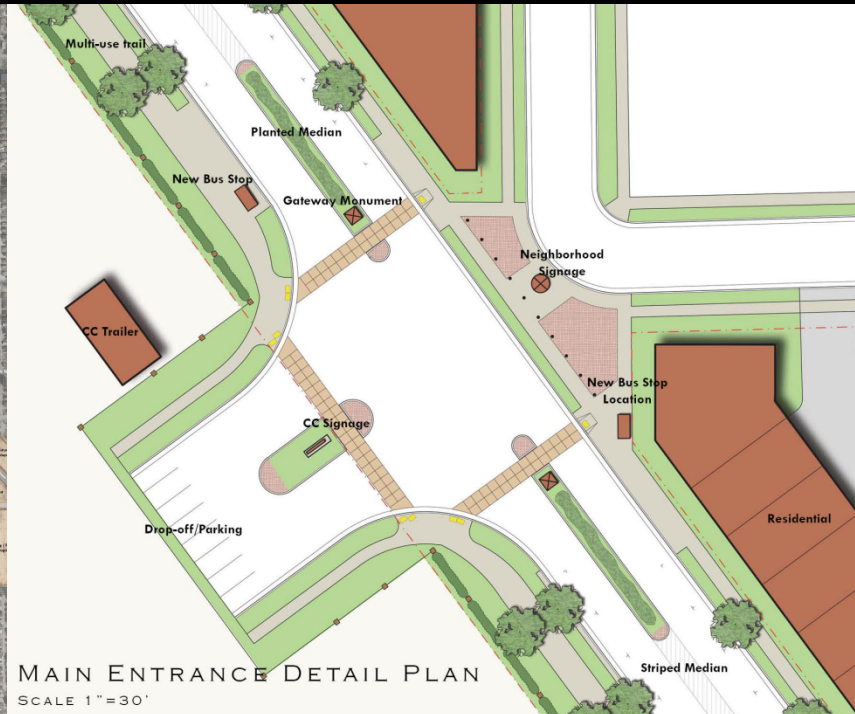 Multi-use trail
Planted Median
New Bus Stop
Gateway Monument
Neighborhood
Signage
CC Trailer
New Bus Stop
Location
CC Signage
Drop-off/Parking
Residential
Striped Median
MAIN ENTRANCE DETAIL PLAN
SCALE 1"=30'